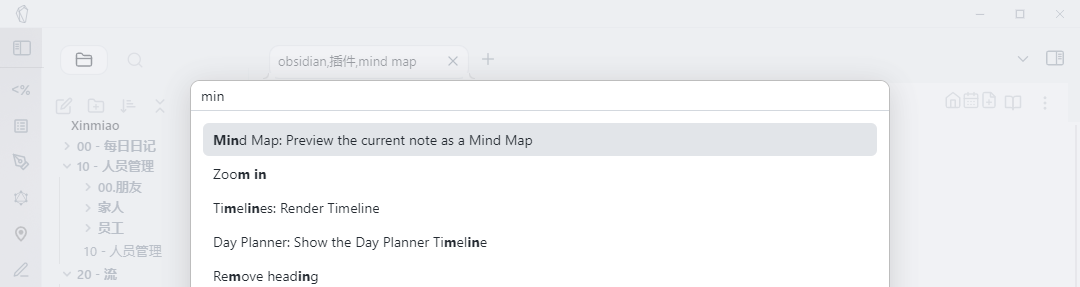 obsidian,插件,mind map
min
<%
Xinmiao
00 - 每日日记
10 - 人员管理
00.朋友
家人
员工
10 - 人员管理
20 - 流
Mind Map: Preview the current note as a Mind Map
Zoom in
Timelines: Render Timeline
Day Planner: Show the Day Planner Timeline
Remove heading